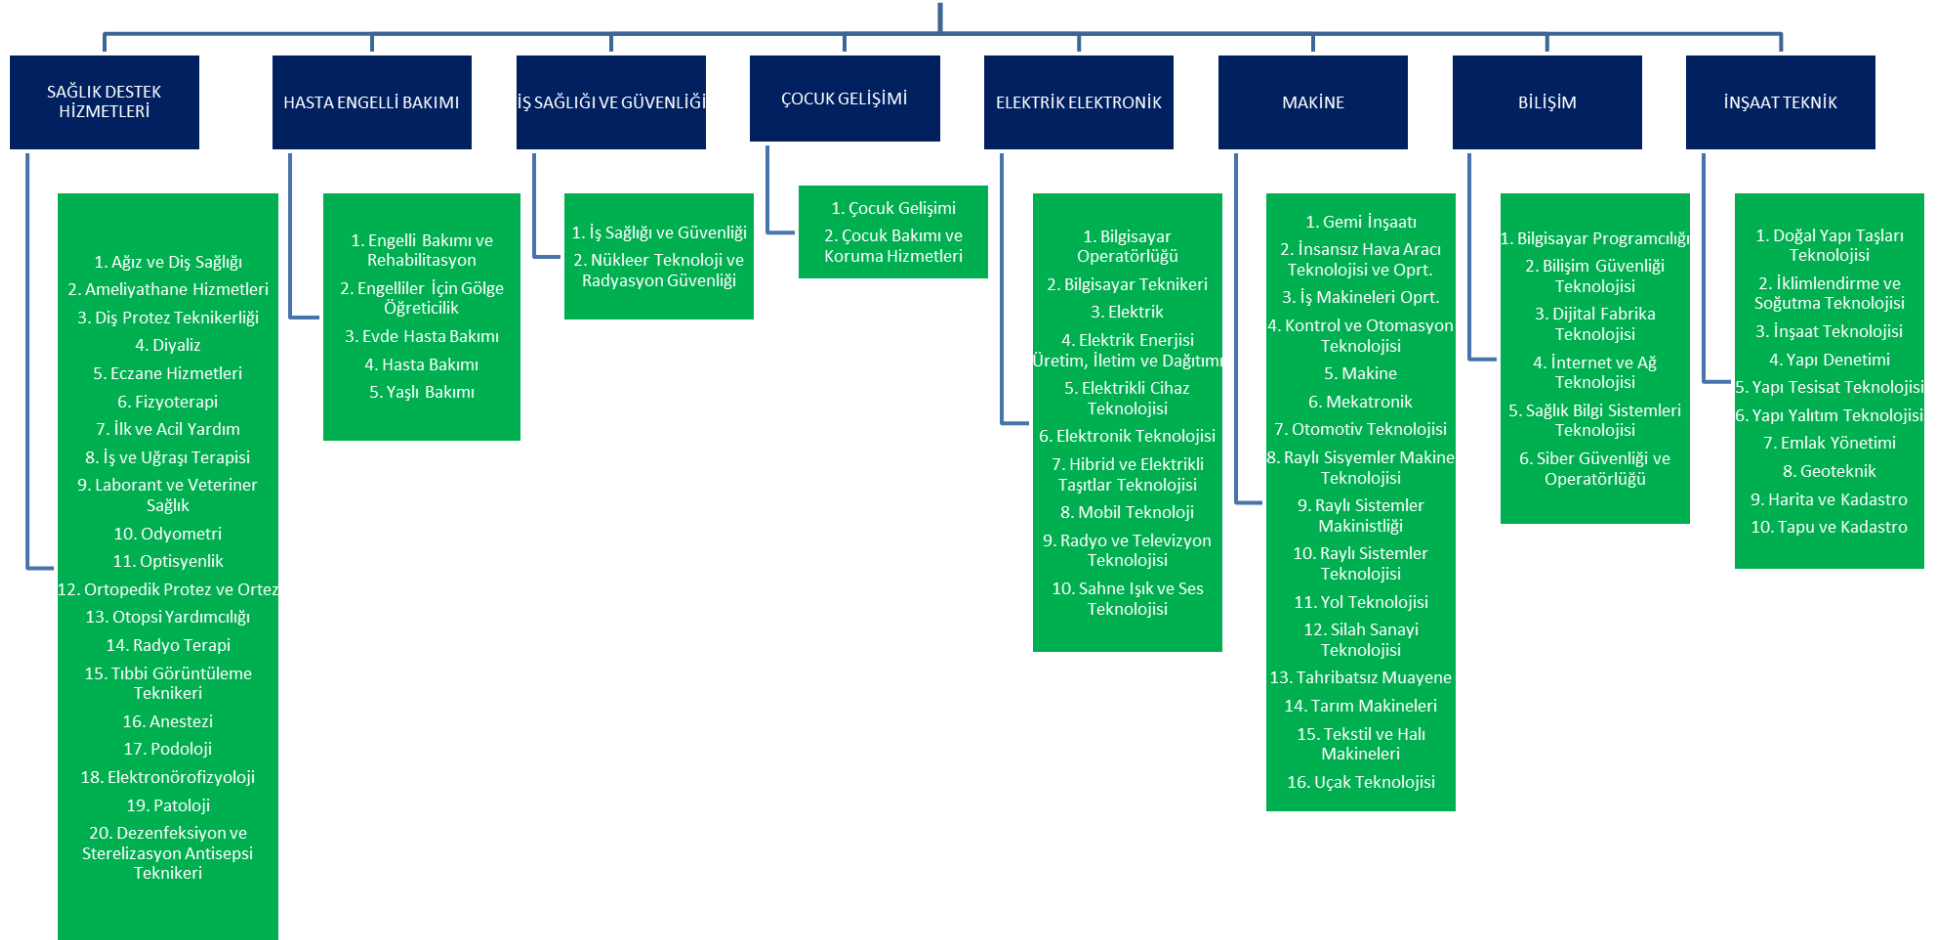 SAĞLIK DESTEK
HİZMETLERİ
1. Ağız ve Diş Sağlığı
2. Ameliyathane Hizmetleri
3. Diş Protez Teknikerliği
4. Diyaliz
5. Eczane Hizmetleri
6. Fizyoterapi
7. İlk ve Acil Yardım
8. İş ve Uğraşı Terapisi
9. Laborant ve Veteriner
Sağlık
10. Odyometri
11. Optisyenlik
12. Ortopedik Protez ve Ortez
13. Otopsi Yardımcılığı
14. Radyo Terapi
15. Tıbbi Görüntüleme
Teknikeri
16. Anestezi
17. Podoloji
18. Elektronörofizyoloji
19. Patoloji
20. Dezenfeksiyon ve
Sterelizasyon Antisepsi
Teknikeri
HASTA ENGELLİ BAKIMI
1. Engelli Bakımı ve
Rehabilitasyon
2. Engelliler İçin Gölge
Öğreticilik
3. Evde Hasta Bakımı
4. Hasta Bakımı
5. Yaşlı Bakımı
İŞ SAĞLIĞI VE GÜVENLİĞİ
1. İş Sağlığı ve Güvenliği
2. Nükleer Teknoloji ve
Radyasyon Güvenliği
ÇOCUK GELİŞİMİ
1. Çocuk Gelişimi
2. Çocuk Bakımı ve
Koruma Hizmetleri
ELEKTRİK ELEKTRONİK
1. Bilgisayar
Operatörlüğü
2. Bilgisayar Teknikeri
3. Elektrik
4. Elektrik Enerjisi
Üretim, İletim ve Dağıtımı
5. Elektrikli Cihaz
Teknolojisi
6. Elektronik Teknolojisi
7. Hibrid ve Elektrikli
Taşıtlar Teknolojisi
8. Mobil Teknoloji
9. Radyo ve Televizyon
Teknolojisi
10. Sahne Işık ve Ses
Teknolojisi
MAKİNE
1. Gemi İnşaatı
2. İnsansız Hava Aracı
Teknolojisi ve Oprt.
3. İş Makineleri Oprt.
4. Kontrol ve Otomasyon
Teknolojisi
5. Makine
6. Mekatronik
7. Otomotiv Teknolojisi
8. Raylı Sisyemler Makine
Teknolojisi
9. Raylı Sistemler
Makinistliği
10. Raylı Sistemler
Teknolojisi
11. Yol Teknolojisi
12. Silah Sanayi
Teknolojisi
13. Tahribatsız Muayene
14. Tarım Makineleri
15. Tekstil ve Halı
Makineleri
16. Uçak Teknolojisi
BİLİŞİM
1. Bilgisayar Programcılığı
2. Bilişim Güvenliği
Teknolojisi
3. Dijital Fabrika
Teknolojisi
4. İnternet ve Ağ
Teknolojisi
5. Sağlık Bilgi Sistemleri
Teknolojisi
6. Siber Güvenliği ve
Operatörlüğü
İNŞAAT TEKNİK
1. Doğal Yapı Taşları
Teknolojisi
2. İklimlendirme ve
Soğutma Teknolojisi
3. İnşaat Teknolojisi
4. Yapı Denetimi
5. Yapı Tesisat Teknolojisi
6. Yapı Yalıtım Teknolojisi
7. Emlak Yönetimi
8. Geoteknik
9. Harita ve Kadastro
10. Tapu ve Kadastro